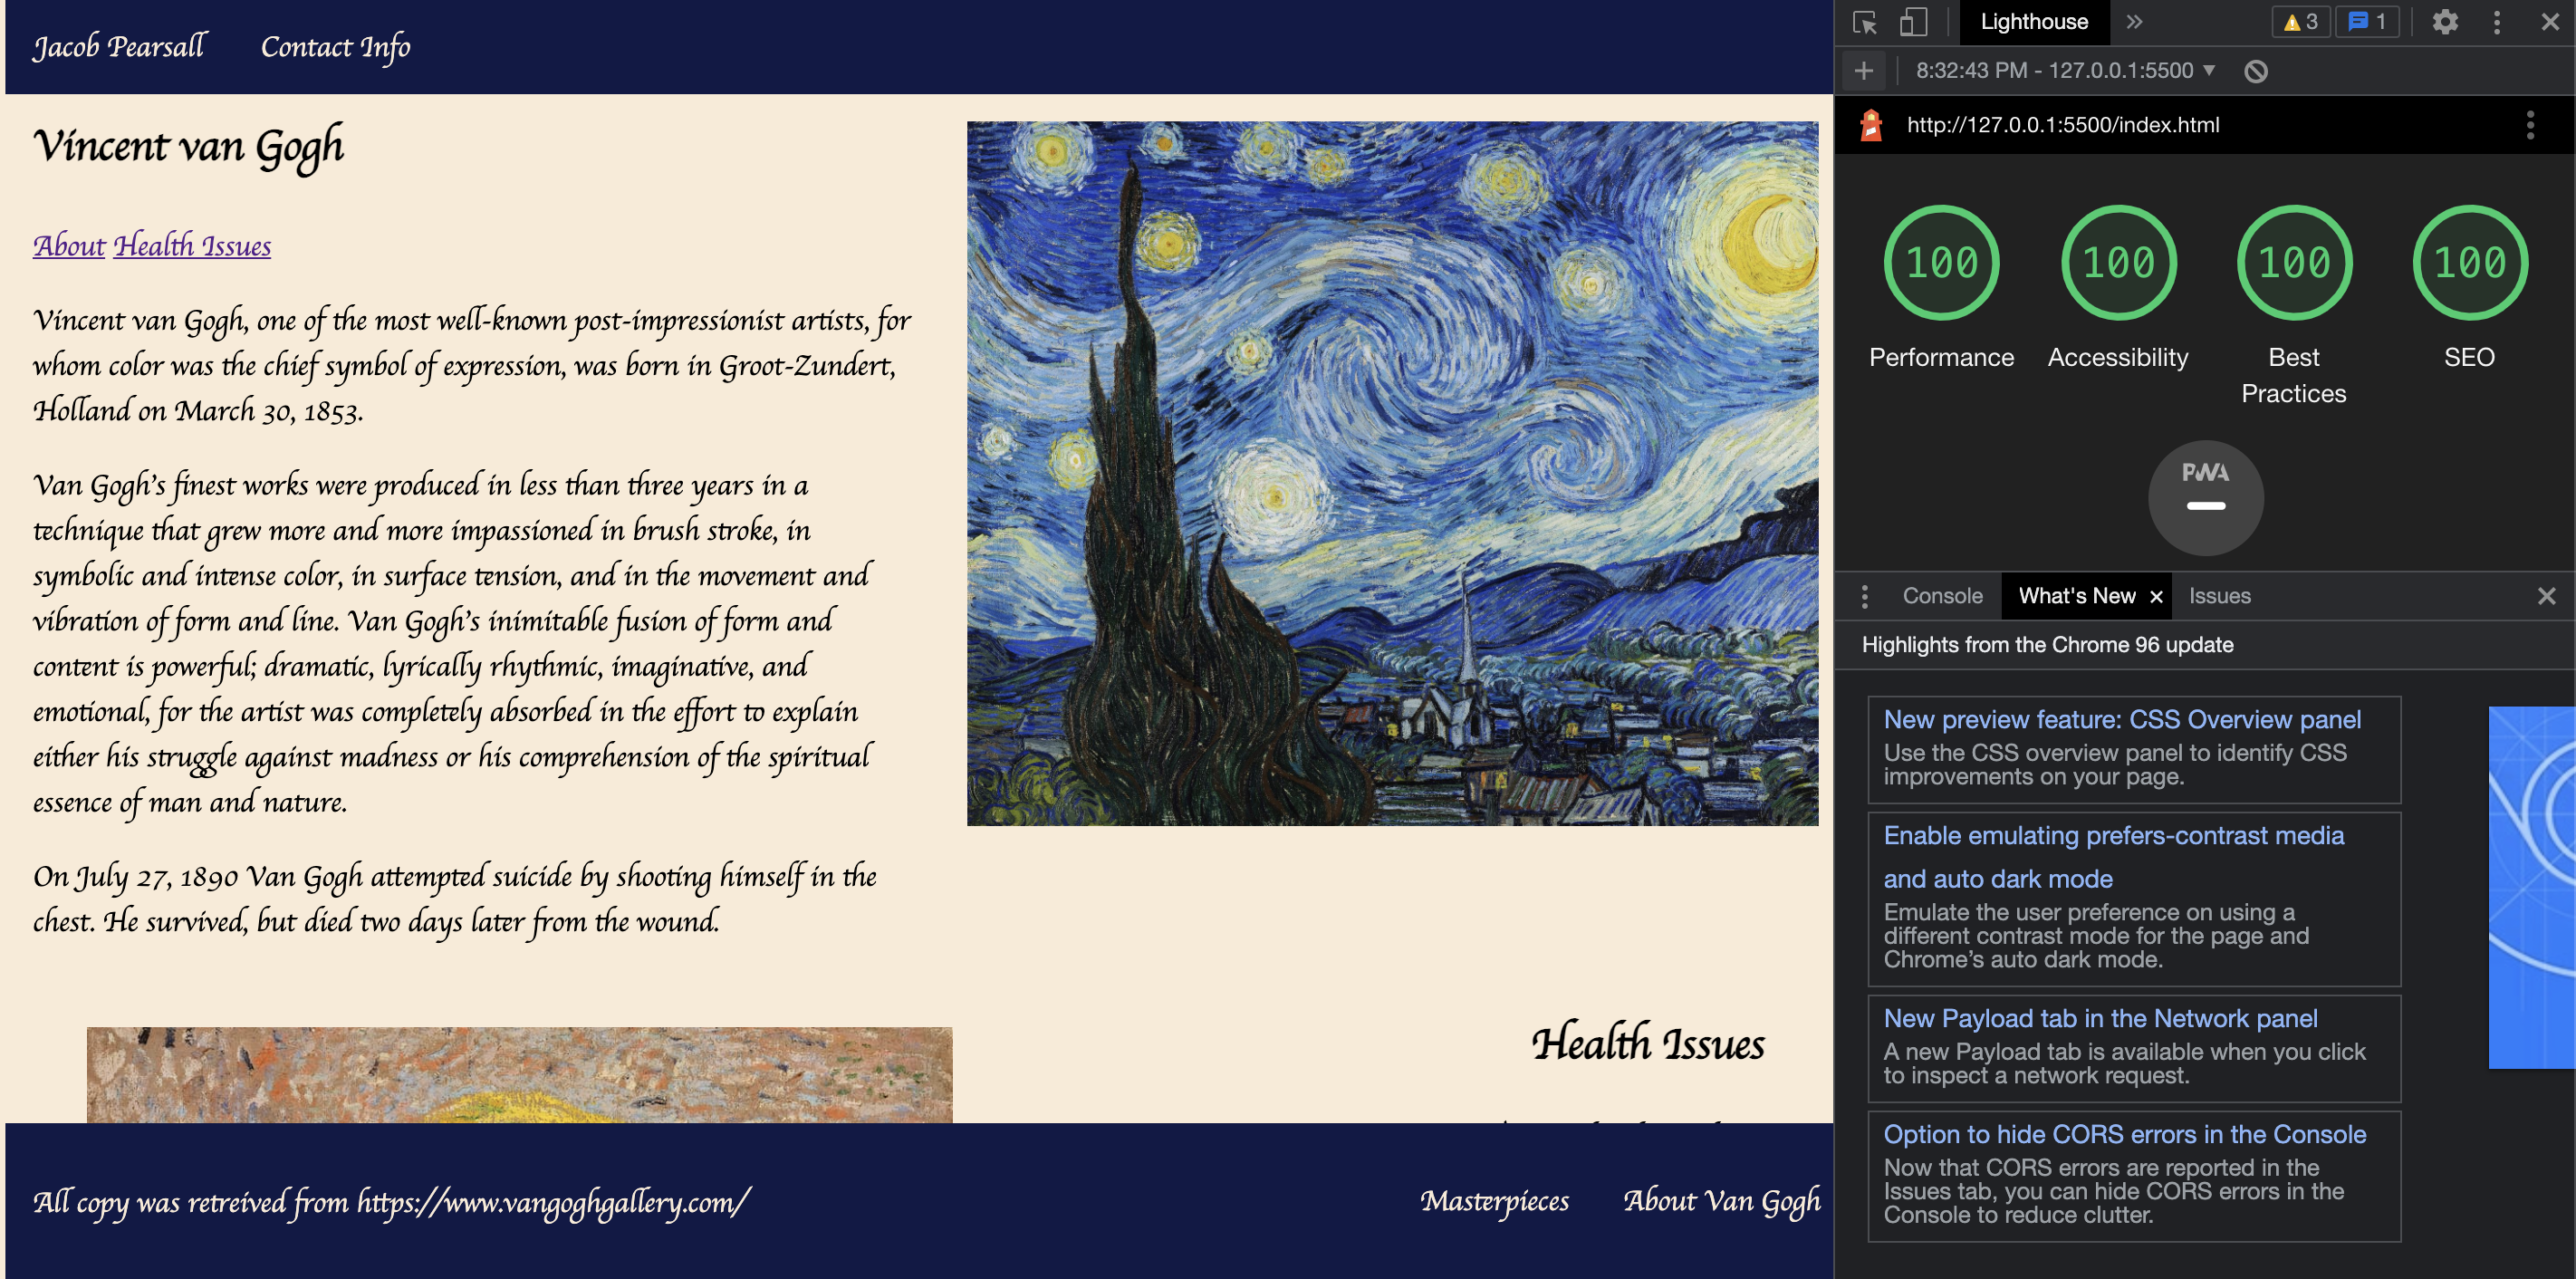 Jacob Pearsall Contact Info
Vincent van Gogh
About Health Issues
Vincent van Gogh, one of the most well-known post-impressionist artists, for
whom color was the chief symbol of expression, was born in Groot-Zundert,
Holland on March 30, 1853.
Van Gogh's finest works were produced in less than three years in a
technique that grew more and more impassioned in brush stroke, in
symbolic and intense color, in surface tension, and in the movement and
vibration of form and line. Van Gogh's inimitable fusion of form and
content is powerful; dramatic, lyrically rhythmic, imaginative, and
emotional, for the artist was completely absorbed in the effort to explain
either his struggle against madness or his comprehension of the spiritual
essence of man and nature.
On July 27, 1890 Van Gogh attempted suicide by shooting himself in the
chest. He survived, but died two days later from the wound.
Health Issues
All copy was retreived from https://www.vangoghgallery.com/
Masterpieces About Van Gogh
Lighthouse 3 1
8:32:43 PM - 127.0.0.1:5500
http://127.0.0.1:5500/index.html
100 100 100 100
Performance Accessibility Best SEO
Practices
PWA
Console What's New Issues
Highlights from the Chrome 96 update
New preview feature: CSS Overview panel
Use the CSS overview panel to identify CSS
improvements on your page.
Enable emulating prefers-contrast media
and auto dark mode
Emulate the user preference on using a
different contrast mode for the page and
Chrome's auto dark mode.
New Payload tab in the Network panel
A new Payload tab is available when you click
to inspect a network request.
Option to hide CORS errors in the Console
Now that CORS errors are reported in the
Issues tab, you can hide CORS errors in the
Console to reduce clutter.